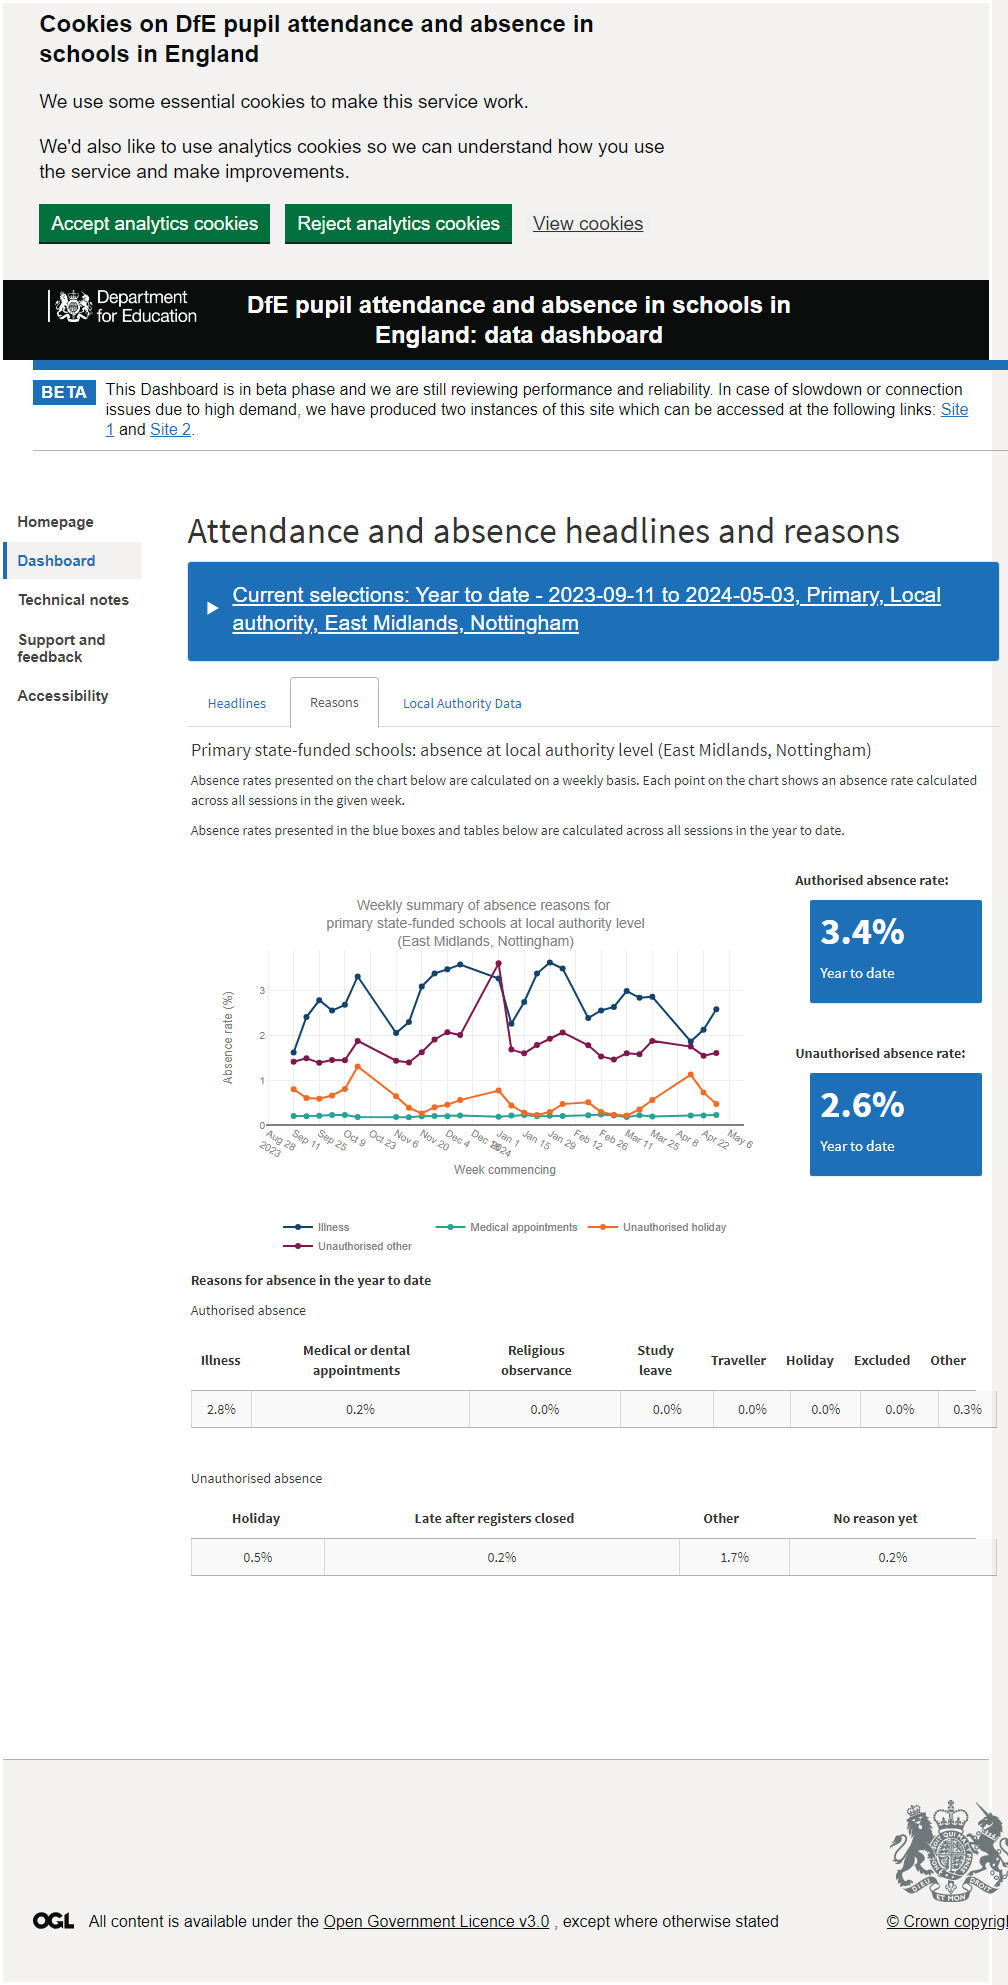 Cookies on DfE pupil attendance and absence in
schools in England
We use some essential cookies to make this service work.
We'd also like to use analytics cookies so we can understand how you use
the service and make improvements.
Accept analytics cookies Reject analytics cookies View cookies
Department
for Education
DfE pupil attendance and absence in schools in
England: data dashboard
BETA
This Dashboard is in beta phase and we are still reviewing performance and reliability. In case of slowdown or connection
issues due to high demand, we have produced two instances of this site which can be accessed at the following links: Site
1 and Site 2.
Homepage
Dashboard
Technical notes
Support and
feedback
Accessibility
Attendance and absence headlines and reasons
Current selections: Year to date - 2023-09-11 to 2024-05-03, Primary, Local
authority, East Midlands, Nottingham
Headlines Reasons Local Authority Data
Primary state-funded schools: absence at local authority level (East Midlands, Nottingham)
Absence rates presented on the chart below are calculated on a weekly basis. Each point on the chart shows an absence rate calculated
across all sessions in the given week.
Absence rates presented in the blue boxes and tables below are calculated across all sessions in the year to date.
Weekly summary of absence reasons for
primary state-funded schools at local authority level
(East Midlands, Nottingham)
Absence rate (%)
3
2
1
0
Aug 28
2023
Sep 11
Sep 25
Oct 9
Oct 23
Nov 6
Nov 20
Dec 4
Dec 18
Jan 1
2024
Jan 15
Jan 29
Feb 12
Feb 26
Mar 11
Mar 25
Apr 8
Apr 22
May 6
Week commencing
Illness Medical appointments Unauthorised holiday
Unauthorised other
Authorised absence rate:
3.4%
Year to date
Unauthorised absence rate:
2.6%
Year to date
Reasons for absence in the year to date
Authorised absence
Illness Medical or dental appointments Religious observance Study leave Traveller Holiday Excluded Other
2.8% 0.2% 0.0% 0.0% 0.0% 0.0% 0.0% 0.3%
Unauthorised absence
Holiday Late after registers closed Other No reason yet
0.5% 0.2% 1.7% 0.2%
OGL All content is available under the Open Government Licence v3.0 , except where otherwise stated
© Crown copyrig